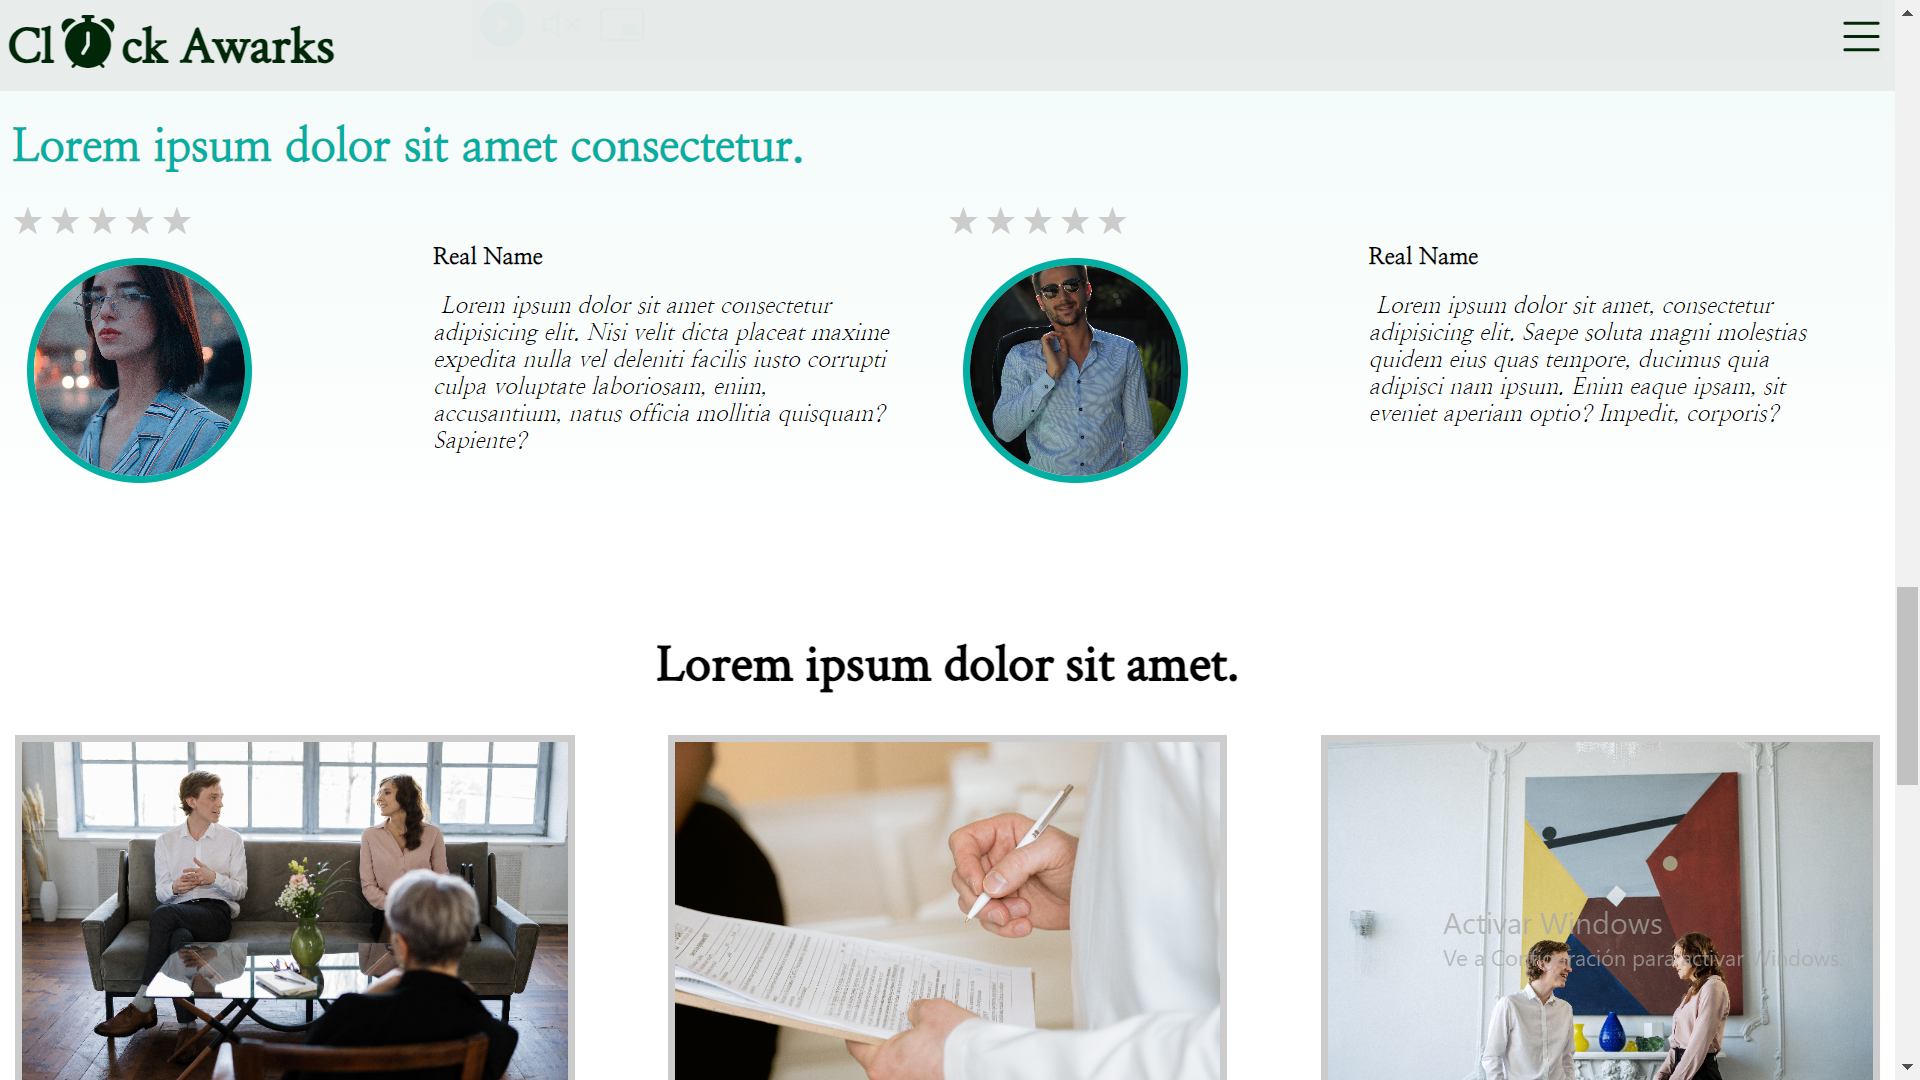 Cl ck Awarks
Lorem ipsum dolor sit amet consectetur.
Real Name
Lorem ipsum dolor sit amet consectetur
adipisicing elit. Nisi velit dicta placeat maxime
expedita nulla vel deleniti facilis iusto corrupti
culpa voluptate laboriosam, enim,
accusantium, natus officia mollitia quisquam?
Sapiente?
Real Name
Lorem ipsum dolor sit amet, consectetur
adipisicing elit. Saepe soluta magni molestias
quidem eius quas tempore, ducimus quia
adipisci nam ipsum. Enim eaque ipsam, sit
eveniet aperiam optio? Impedit, corporis?
Lorem ipsum dolor sit amet.
Activar Windows
Ve a Configuración para activar Windows.